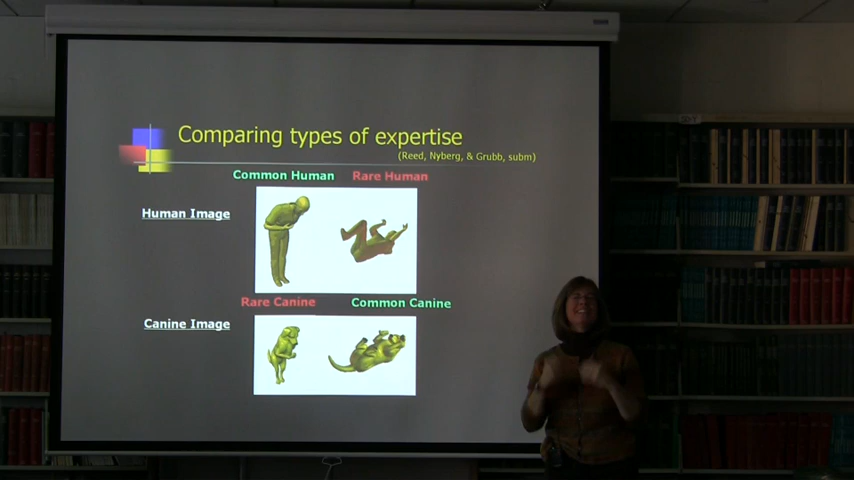 Comparing types of expertise
(Reed, Nyberg, & Grubb, subm)
Common Human Rare Human
Human Image
Rare Canine Common Canine
Canine Image